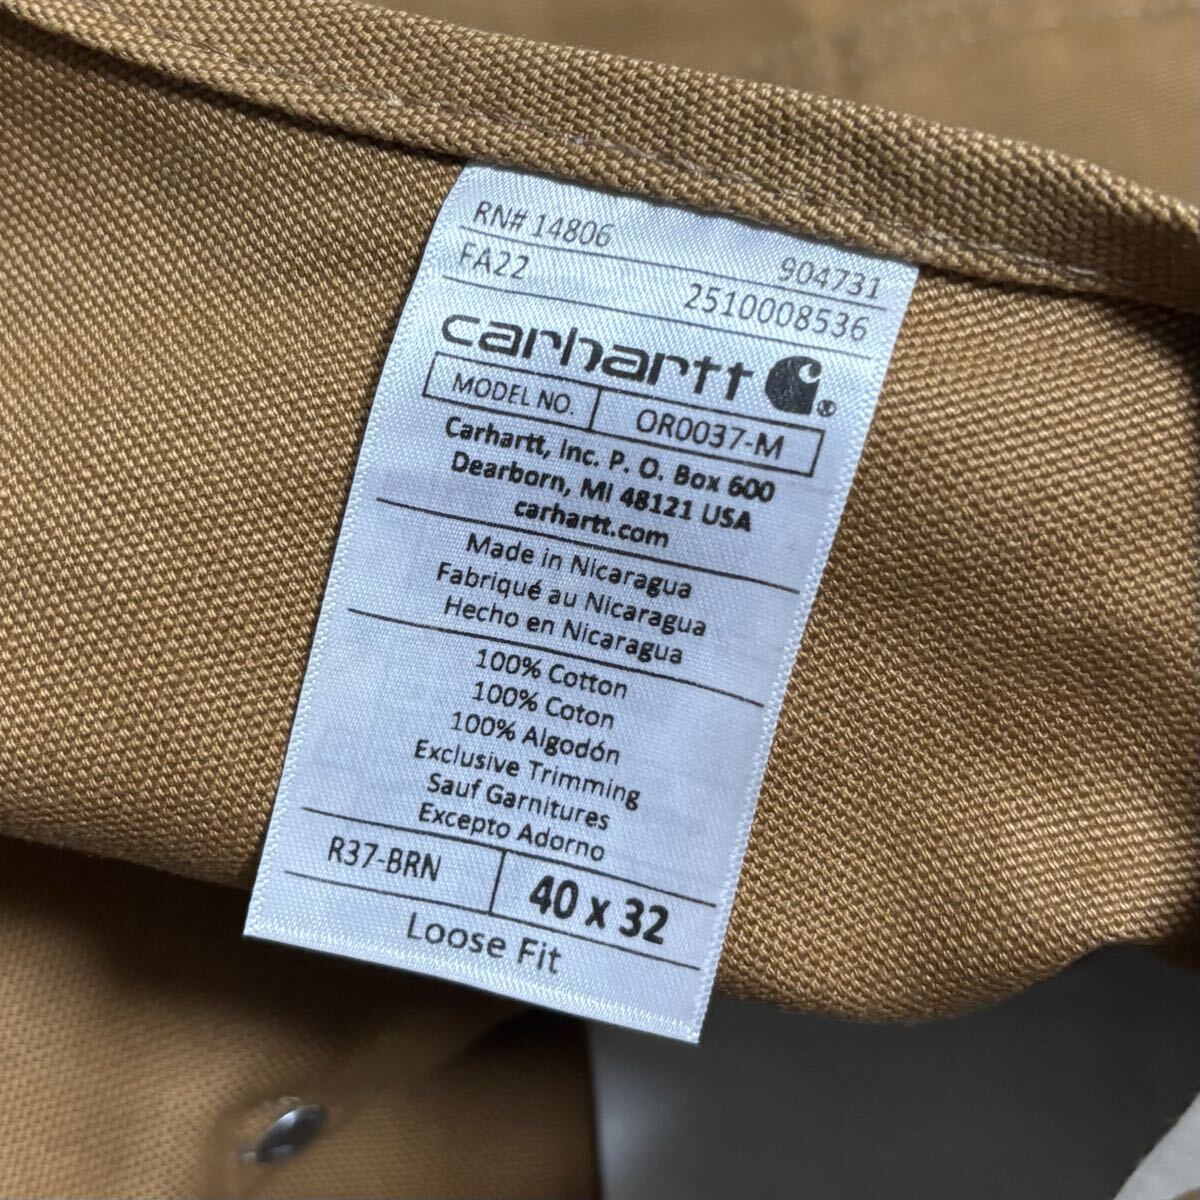 RN# 14806 904731
FA22 2510008536
carhartt ®
MODEL NO. OR0037-M
Carhartt, Inc. P. O. Box 600
Dearborn, MI 48121 USA
carhartt.com
Made in Nicaragua
Fabriqué au Nicaragua
Hecho en Nicaragua
100% Cotton
100% Coton
100% Algodón
Exclusive Trimming
Sauf Garnitures
Excepto Adorno
R37-BRN 40 x 32
Loose Fit